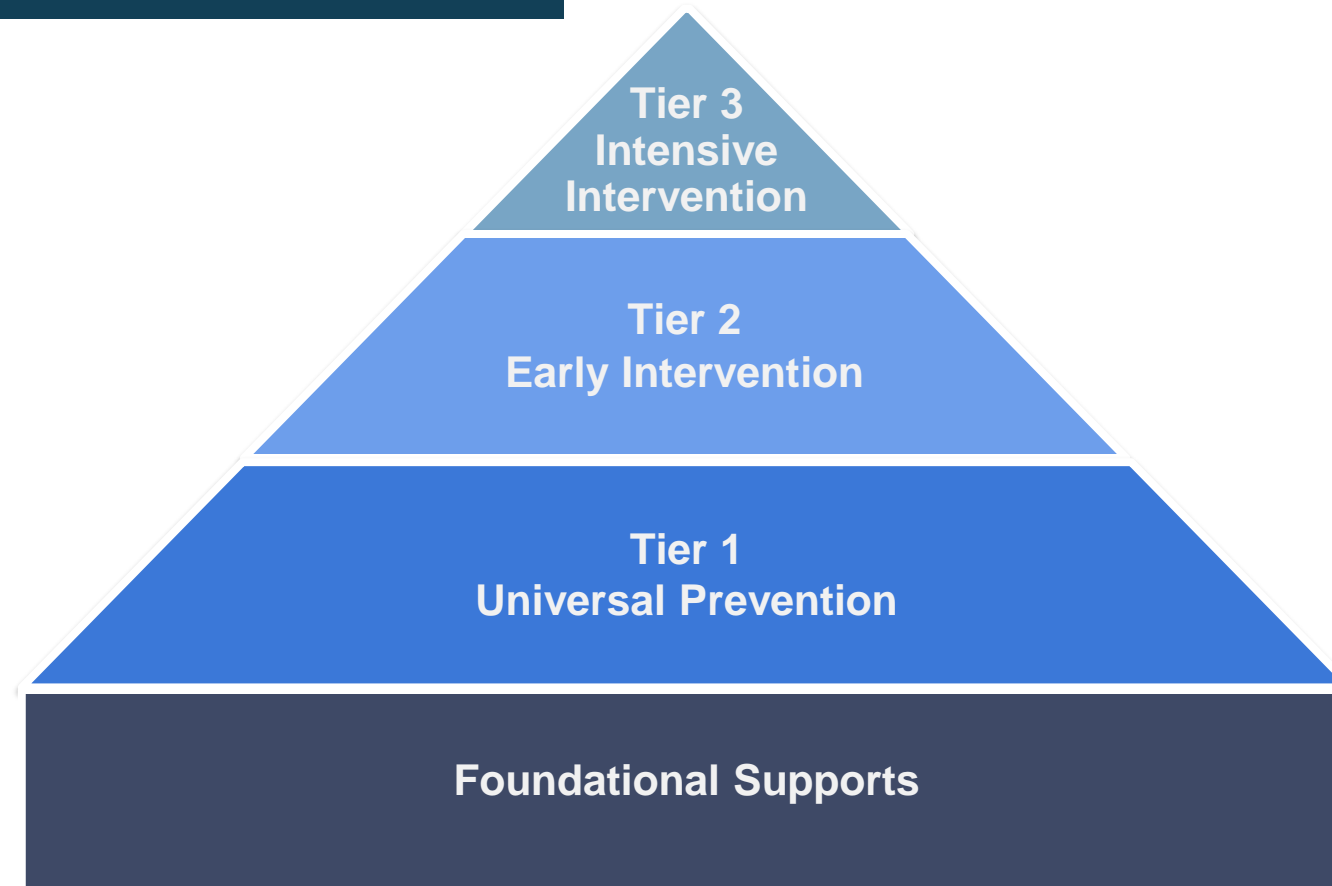 Tier 3
Intensive
Intervention
Tier 2
Early Intervention
Tier 1
Universal Prevention
Foundational Supports